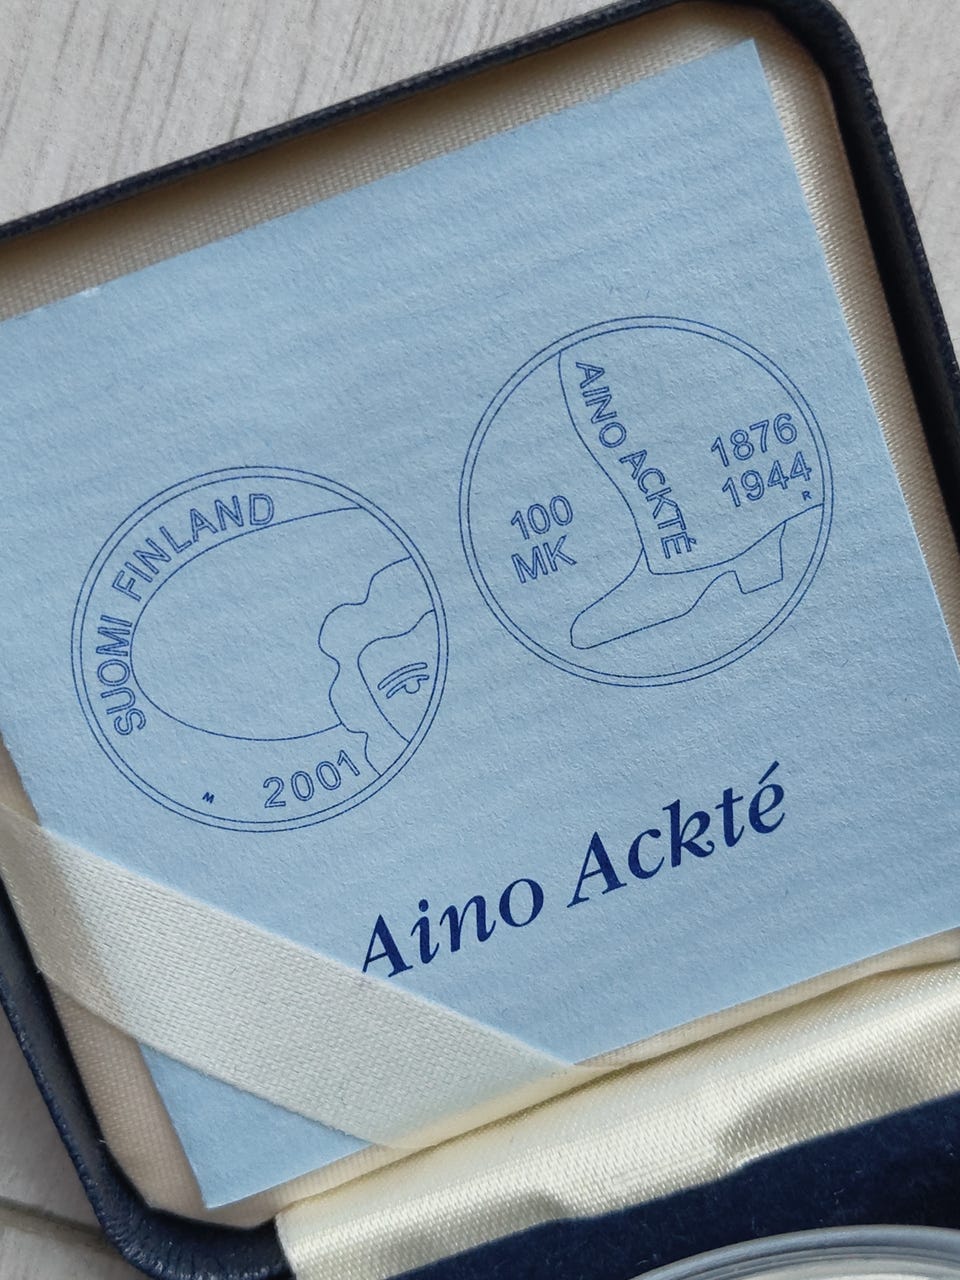 SUOMI FINLAND
2001
M
AINO ACKTÉ
100
MK
1876
1944
R
Aino Ackté